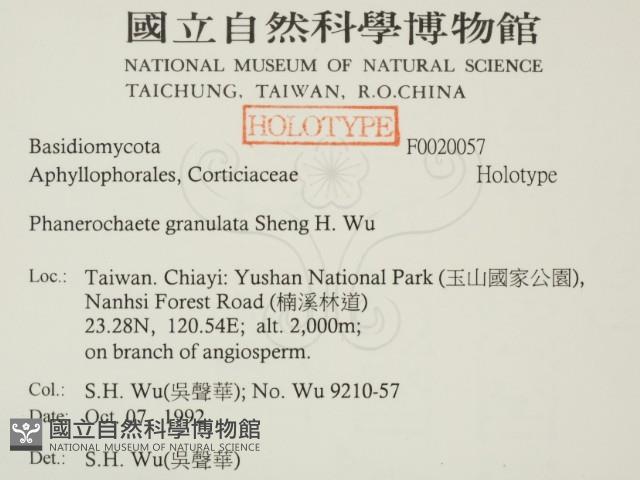 國立自然科學博物館
NATIONAL MUSEUM OF NATURAL SCIENCE
TAICHUNG, TAIWAN, R.O.CHINA
HOLOTYPE
Basidiomycota F0020057
Aphyllophorales, Corticiaceae Holotype
Phanerochaete granulata Sheng H. Wu
Loc.: Taiwan. Chiayi: Yushan National Park (玉山國家公園),
Nanhsi Forest Road (楠溪林道)
23.28N, 120.54E; alt. 2,000m;
on branch of angiosperm.
Col.: S.H. Wu(吳聲華); No. Wu 9210-57
Date: Oct. 07, 1992
國立自然科學博物館
NATIONAL MUSEUM OF NATURAL SCIENCE
Det.: S.H. Wu(吳聲華)